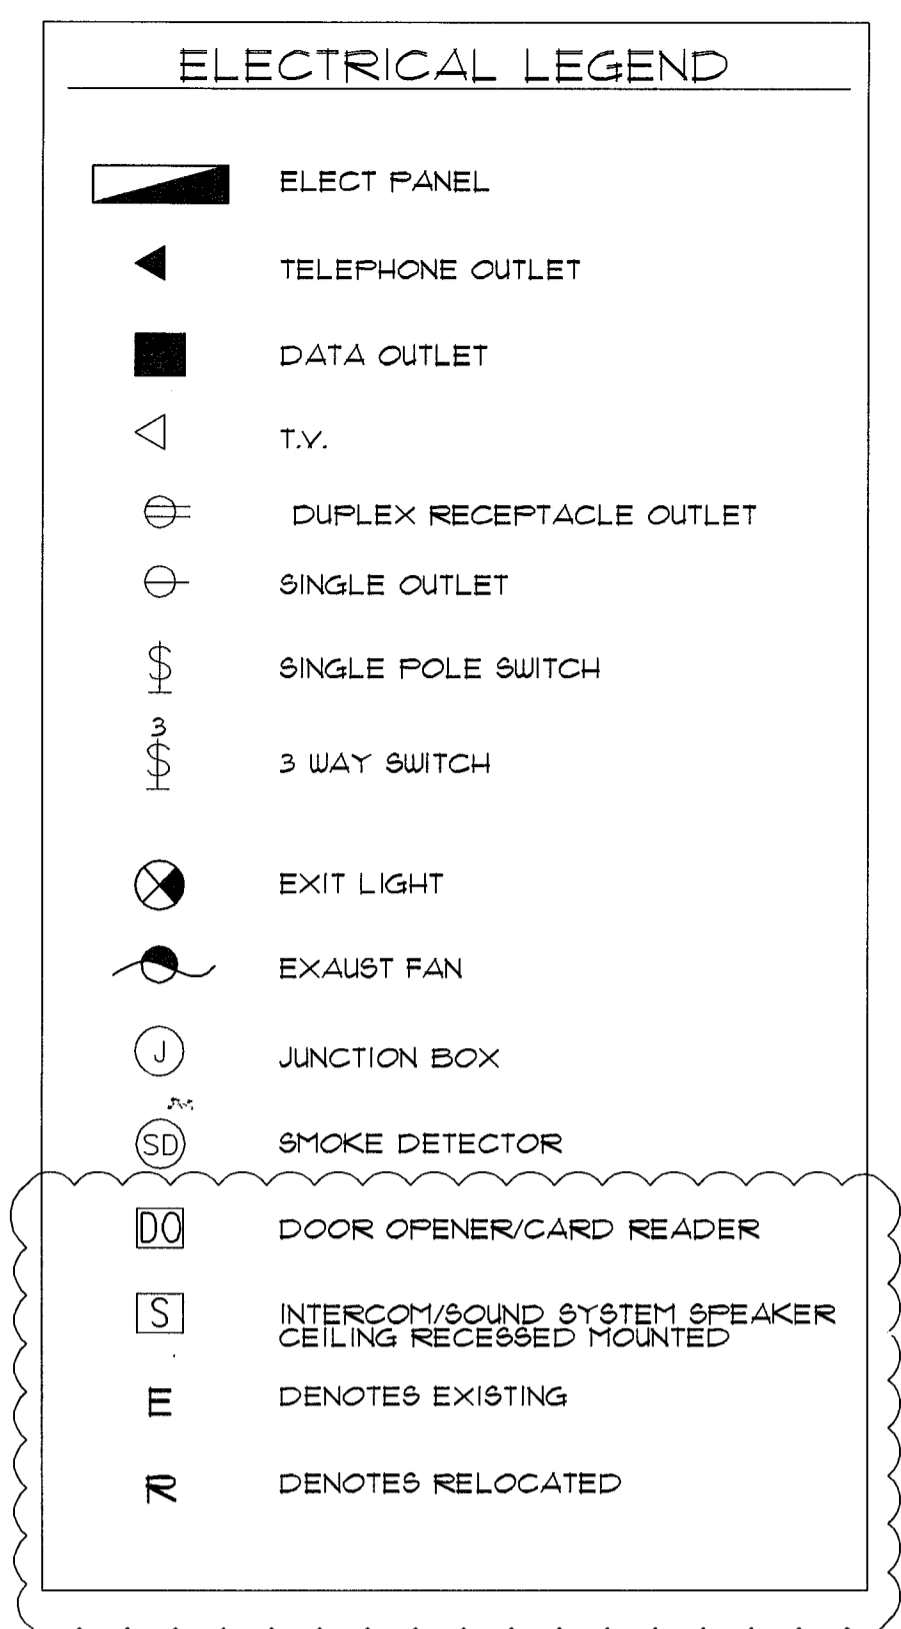 ELECTRICAL LEGEND
ELECT PANEL
TELEPHONE OUTLET
DATA OUTLET
T.V.
DUPLEX RECEPTACLE OUTLET
SINGLE OUTLET
$ SINGLE POLE SWITCH
3
$ 3 WAY SWITCH
EXIT LIGHT
EXAUST FAN
J JUNCTION BOX
SD SMOKE DETECTOR
DO DOOR OPENER/CARD READER
S INTERCOM/SOUND SYSTEM SPEAKER
CEILING RECESSED MOUNTED
E DENOTES EXISTING
R DENOTES RELOCATED